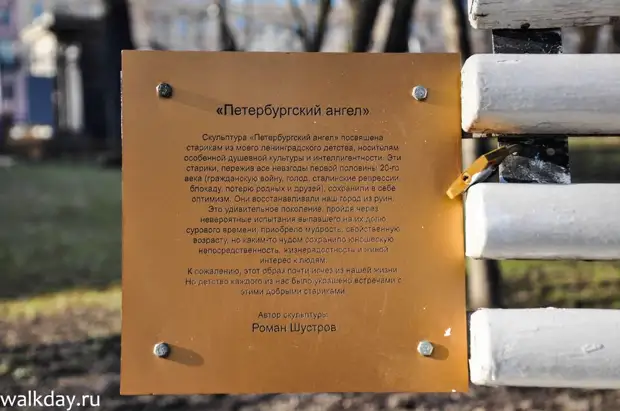 «Петербургский ангел»
Скульптура «Петербургский ангел» посвящена
старикам из моего ленинградского детства, носителям
особенной душевной культуры и интеллигентности. Эти
старики, пережив все невзгоды первой половины 20-го
века (гражданскую войну, голод, сталинские репрессии,
блокаду, потерю родных и друзей), сохранили в себе
оптимизм. Они восстанавливали наш город из руин.
Это удивительное поколение, пройдя через
невероятные испытания выпавшего на их долю
сурового времени, приобрело мудрость, свойственную
возрасту, но каким-то чудом сохранило юношескую
непосредственность, жизнерадостность и живой
интерес к людям.
К сожалению, этот образ почти исчез из нашей жизни.
Но детство каждого из нас было украшено встречами с
этими добрыми стариками.
Автор скульптуры
Роман Шустров
walkday.ru